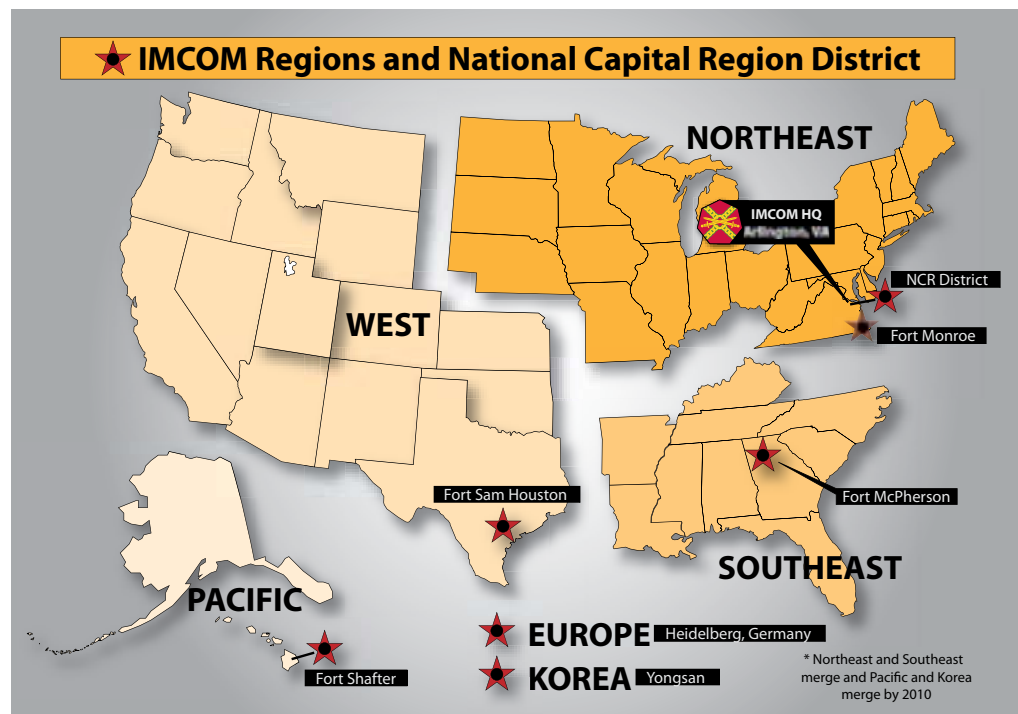 IMCOM Regions and National Capital Region District
NORTHEAST
IMCOM HQ
Arlington, VA
NCR District
Fort Monroe
WEST
Fort Sam Houston
Fort McPherson
SOUTHEAST
PACIFIC
Fort Shafter
EUROPE Heidelberg, Germany
KOREA Yongsan
* Northeast and Southeast
merge and Pacific and Korea
merge by 2010